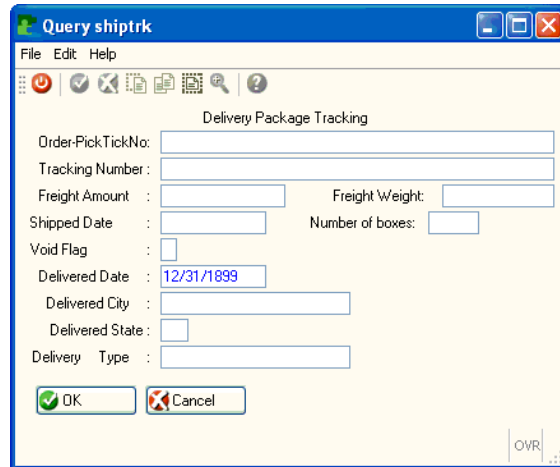 Query shiptrk
File Edit Help
Delivery Package Tracking
Order-PickTickNo:
Tracking Number :
Freight Amount : Freight Weight:
Shipped Date : Number of boxes:
Void Flag :
Delivered Date : 12/31/1899
Delivered City :
Delivered State :
Delivery Type :
OK Cancel
OVR